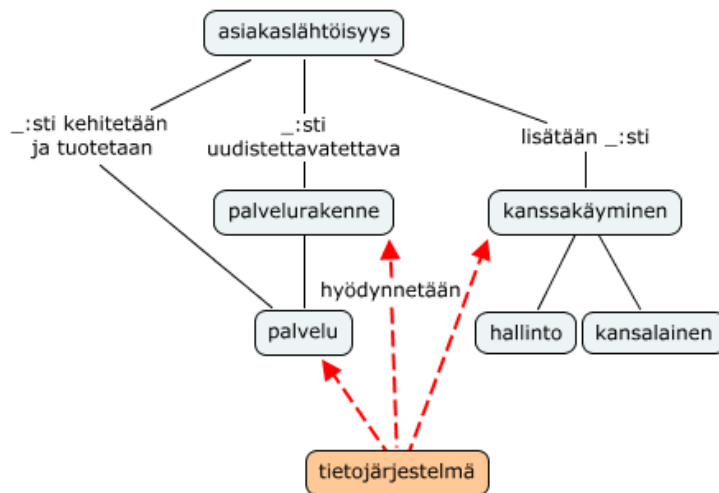 asiakaslähtöisyys
_:sti kehitetään
ja tuotetaan
_:sti
uudistettavatettava
lisätään _:sti
palvelurakenne
kanssakäyminen
hyödynnetään
palvelu
hallinto
kansalainen
tietojärjestelmä